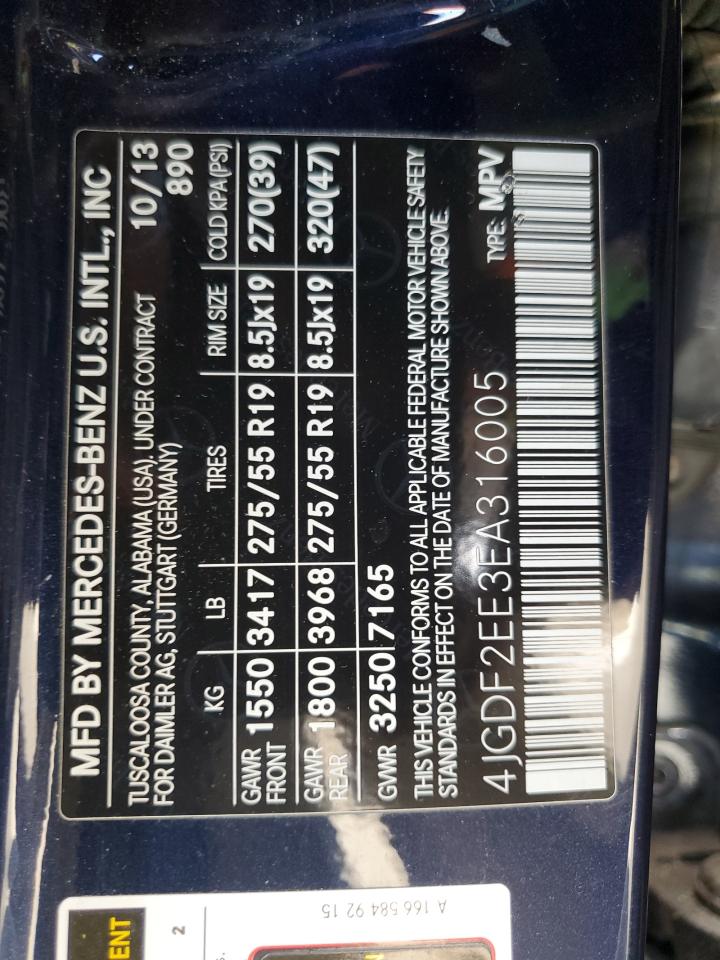 MFD BY MERCEDES-BENZ U.S. INTL., INC
TUSCALOOSA COUNTY, ALABAMA (USA), UNDER CONTRACT 10/13
FOR DAIMLER AG, STUTTGART (GERMANY) 890
KG LB TIRES RIM SIZE COLD KPA (PSI)
GAWR FRONT 1550 3417 275/55 R19 8.5Jx19 270(39)
GAWR REAR 1800 3968 275/55 R19 8.5Jx19 320(47)
GWR 3250 7165
THIS VEHICLE CONFORMS TO ALL APPLICABLE FEDERAL MOTOR VEHICLE SAFETY
STANDARDS IN EFFECT ON THE DATE OF MANUFACTURE SHOWN ABOVE.
4JGDF2EE3EA316005 TYPE: MPV
A 166 584 92 15
ENT
2